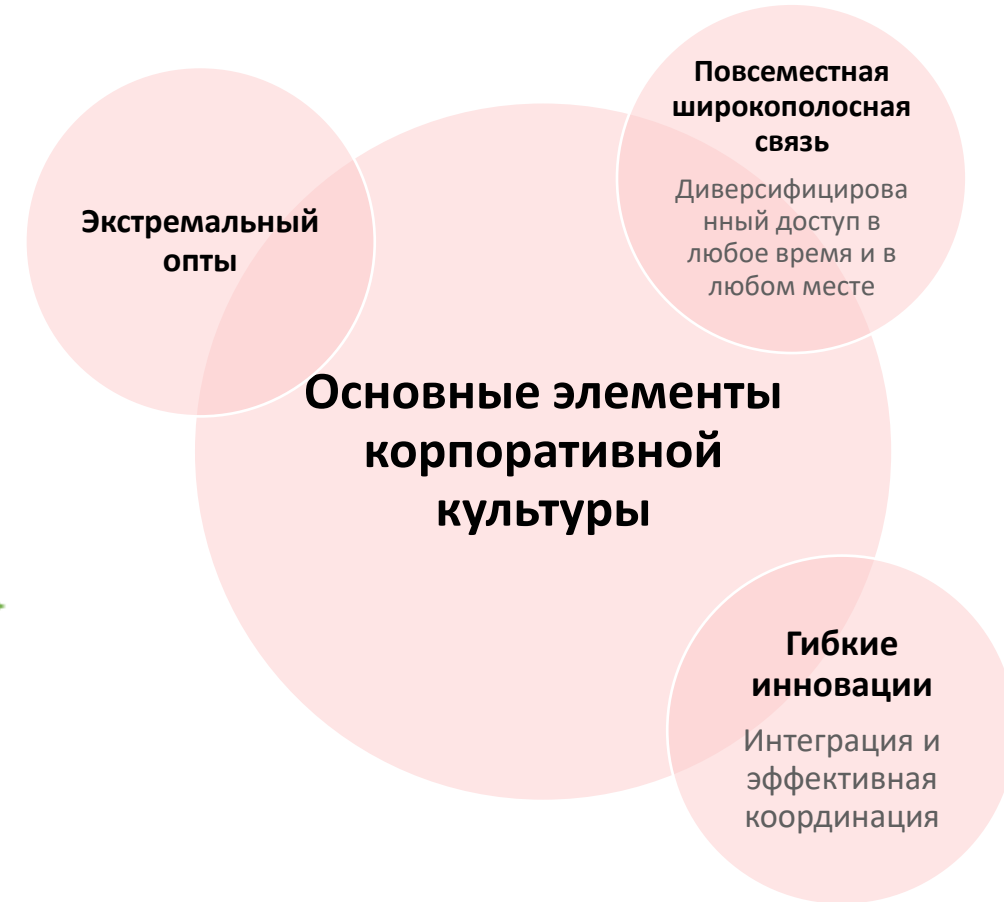 Повсеместная
широкополосная
связь
Диверсифицирова
нный доступ в
любое время и в
любом месте
Экстремальный
опты
Основные элементы
корпоративной
культуры
Гибкие
инновации
Интеграция и
эффективная
координация